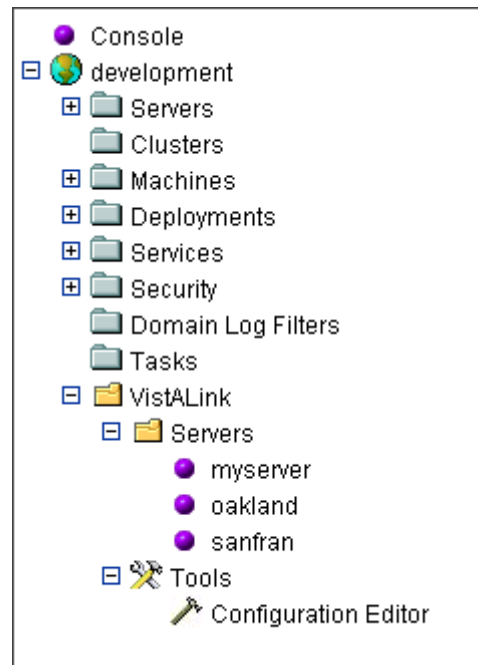 Console
development
Servers
Clusters
Machines
Deployments
Services
Security
Domain Log Filters
Tasks
VistALink
Servers
myserver
oakland
sanfran
Tools
Configuration Editor